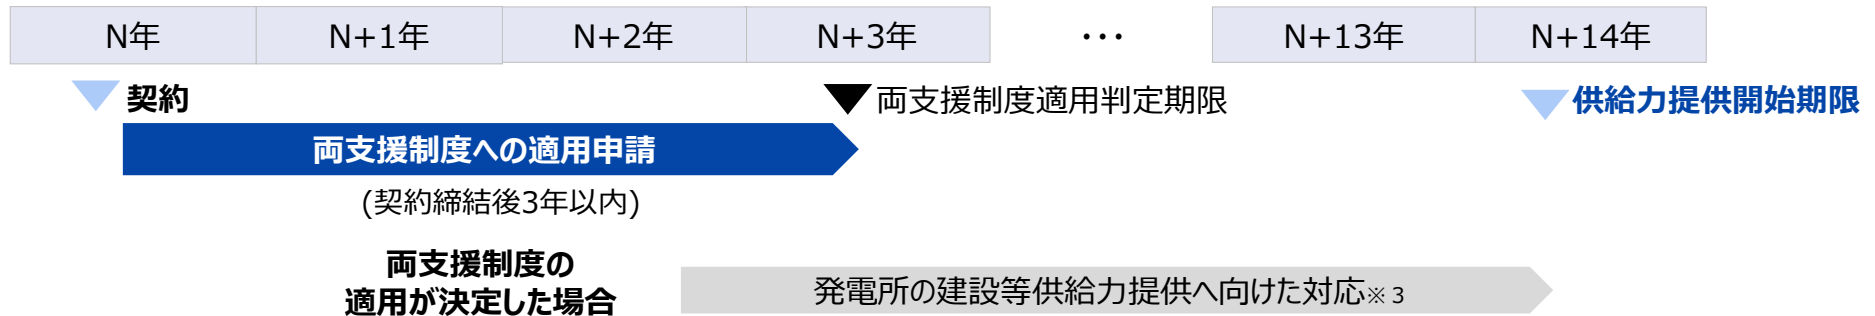 N年 N+1年 N+2年 N+3年 ･･･ N+13年 N+14年
契約 両支援制度適用判定期限 供給力提供開始期限
両支援制度への適用申請
(契約締結後3年以内)
両支援制度の
適用が決定した場合
発電所の建設等供給力提供へ向けた対応※3